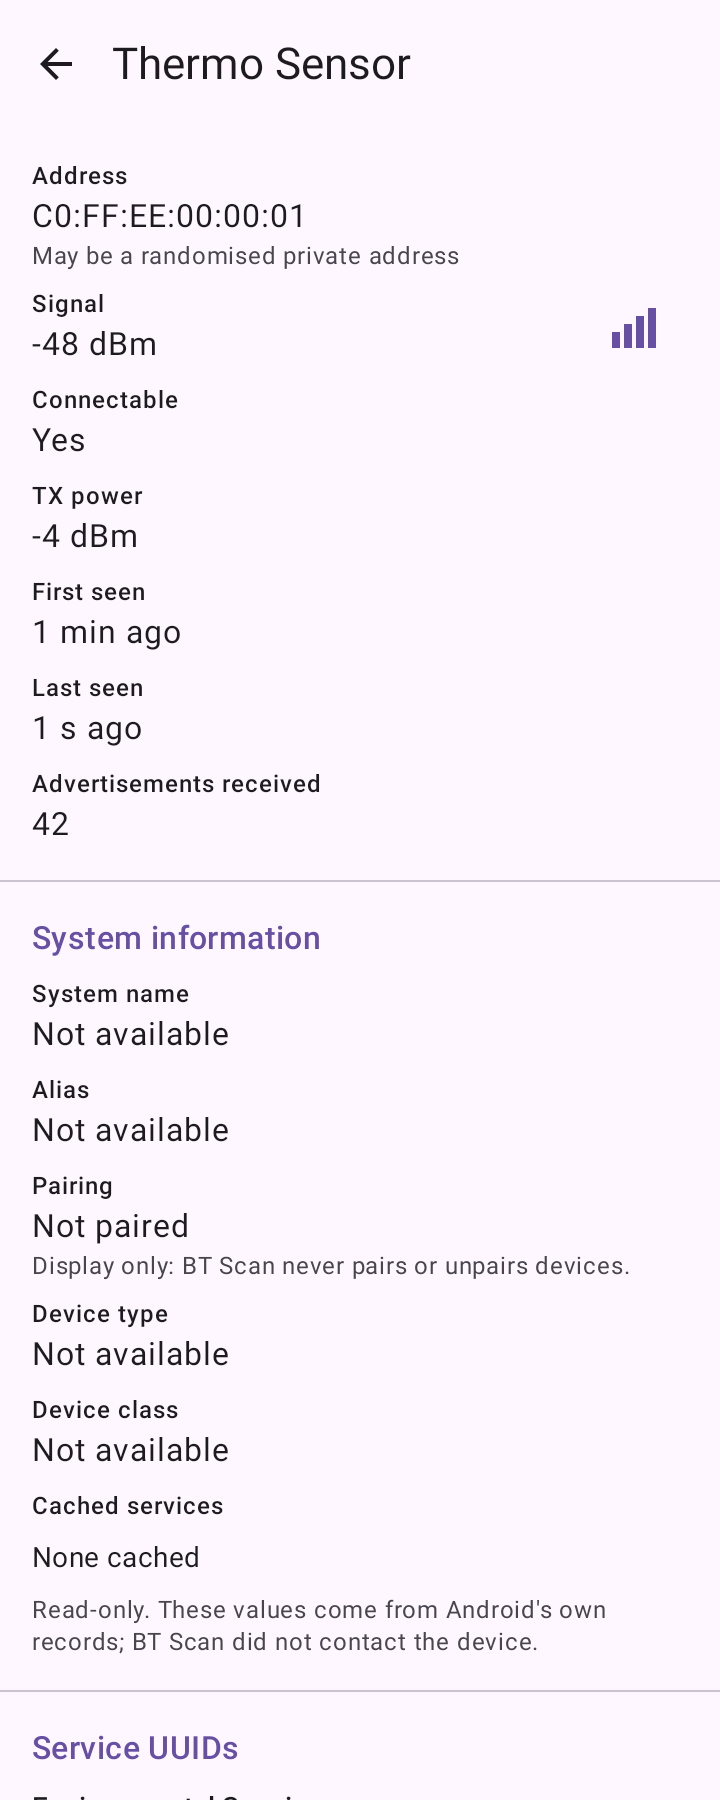 Thermo Sensor
Address
C0:FF:EE:00:00:01
May be a randomised private address
Signal
-48 dBm
Connectable
Yes
TX power
-4 dBm
First seen
1 min ago
Last seen
1 s ago
Advertisements received
42
System information
System name
Not available
Alias
Not available
Pairing
Not paired
Display only: BT Scan never pairs or unpairs devices.
Device type
Not available
Device class
Not available
Cached services
None cached
Read-only. These values come from Android's own
records; BT Scan did not contact the device.
Service UUIDs